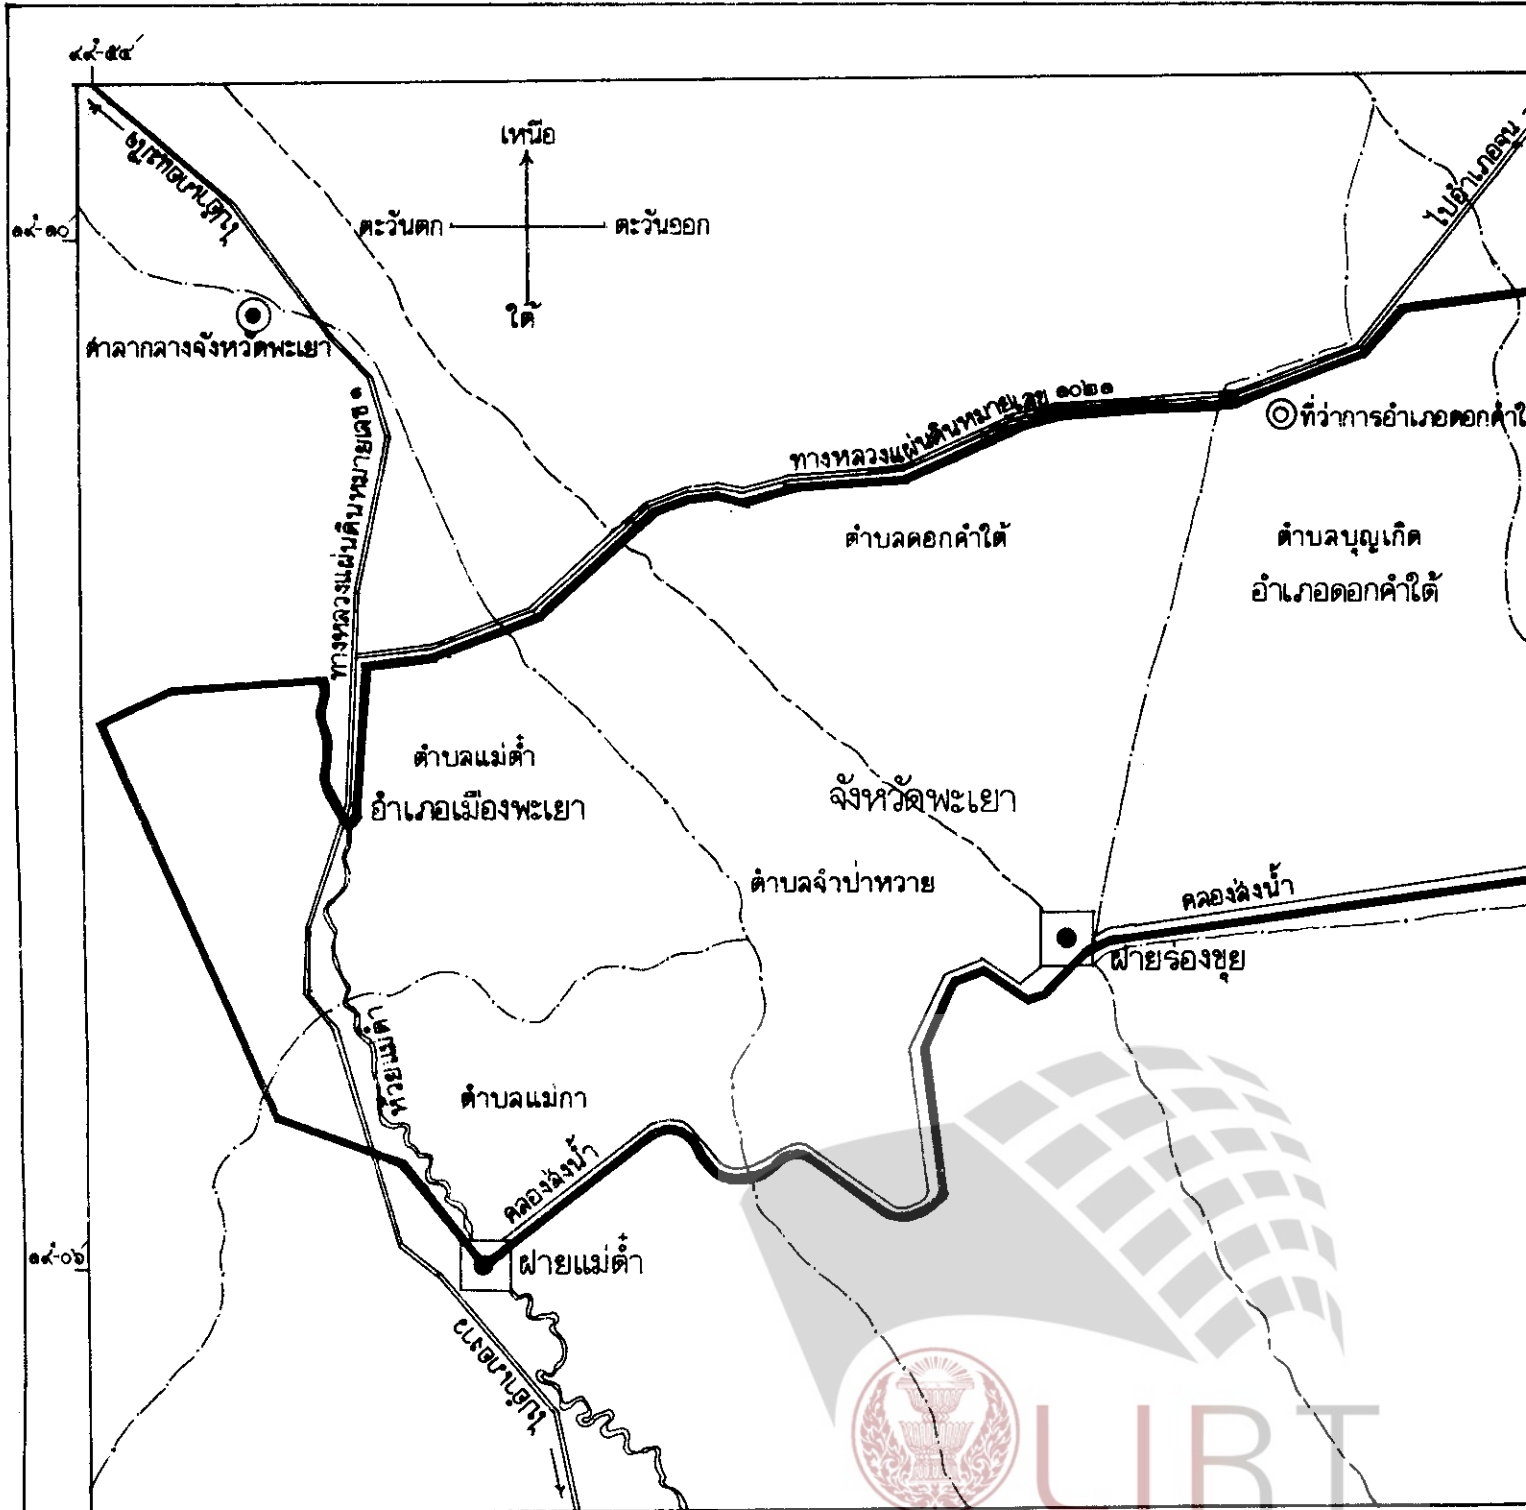 ๙๙°-๕๔′
เหนือ
ไปอำเภอจุน
ตะวันตก
ตะวันออก
๑๙°-๑๐′
ใต้
ศาลากลางจังหวัดพะเยา
ทางหลวงแผ่นดินหมายเลข ๑
ทางหลวงแผ่นดินหมายเลข ๑๐๒๑
ที่ว่าการอำเภอดอกคำใ
ตำบลดอกคำใต้
ตำบลบุญเกิด
อำเภอดอกคำใต้
ตำบลแม่ต๋ำ
อำเภอเมืองพะเยา
จังหวัดพะเยา
ตำบลจำป่าหวาย
คลองส่งน้ำ
ฝายร่องขุย
ห้วยแม่ต๋ำ
ตำบลแม่กา
คลองส่งน้ำ
๑๙°-๐๖′
ฝายแม่ต๋ำ
ไปอำเภองาว
LIRT